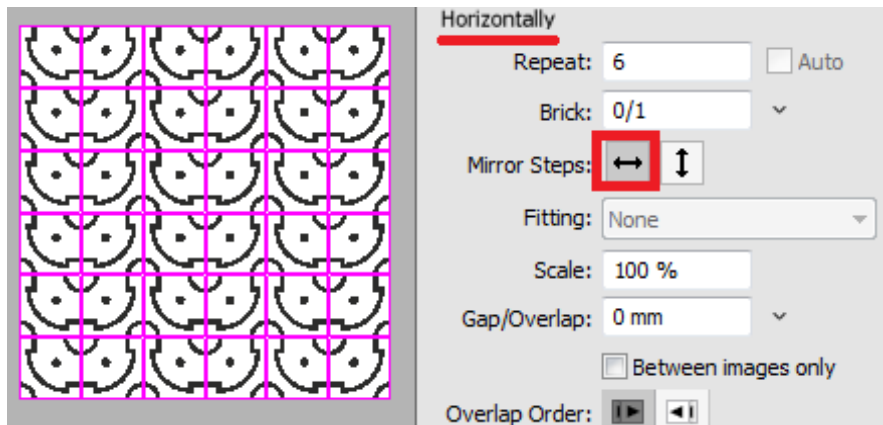 Horizontally
Repeat: 6 Auto
Brick: 0/1
Mirror Steps:
Fitting: None
Scale: 100 %
Gap/Overlap: 0 mm
Between images only
Overlap Order: